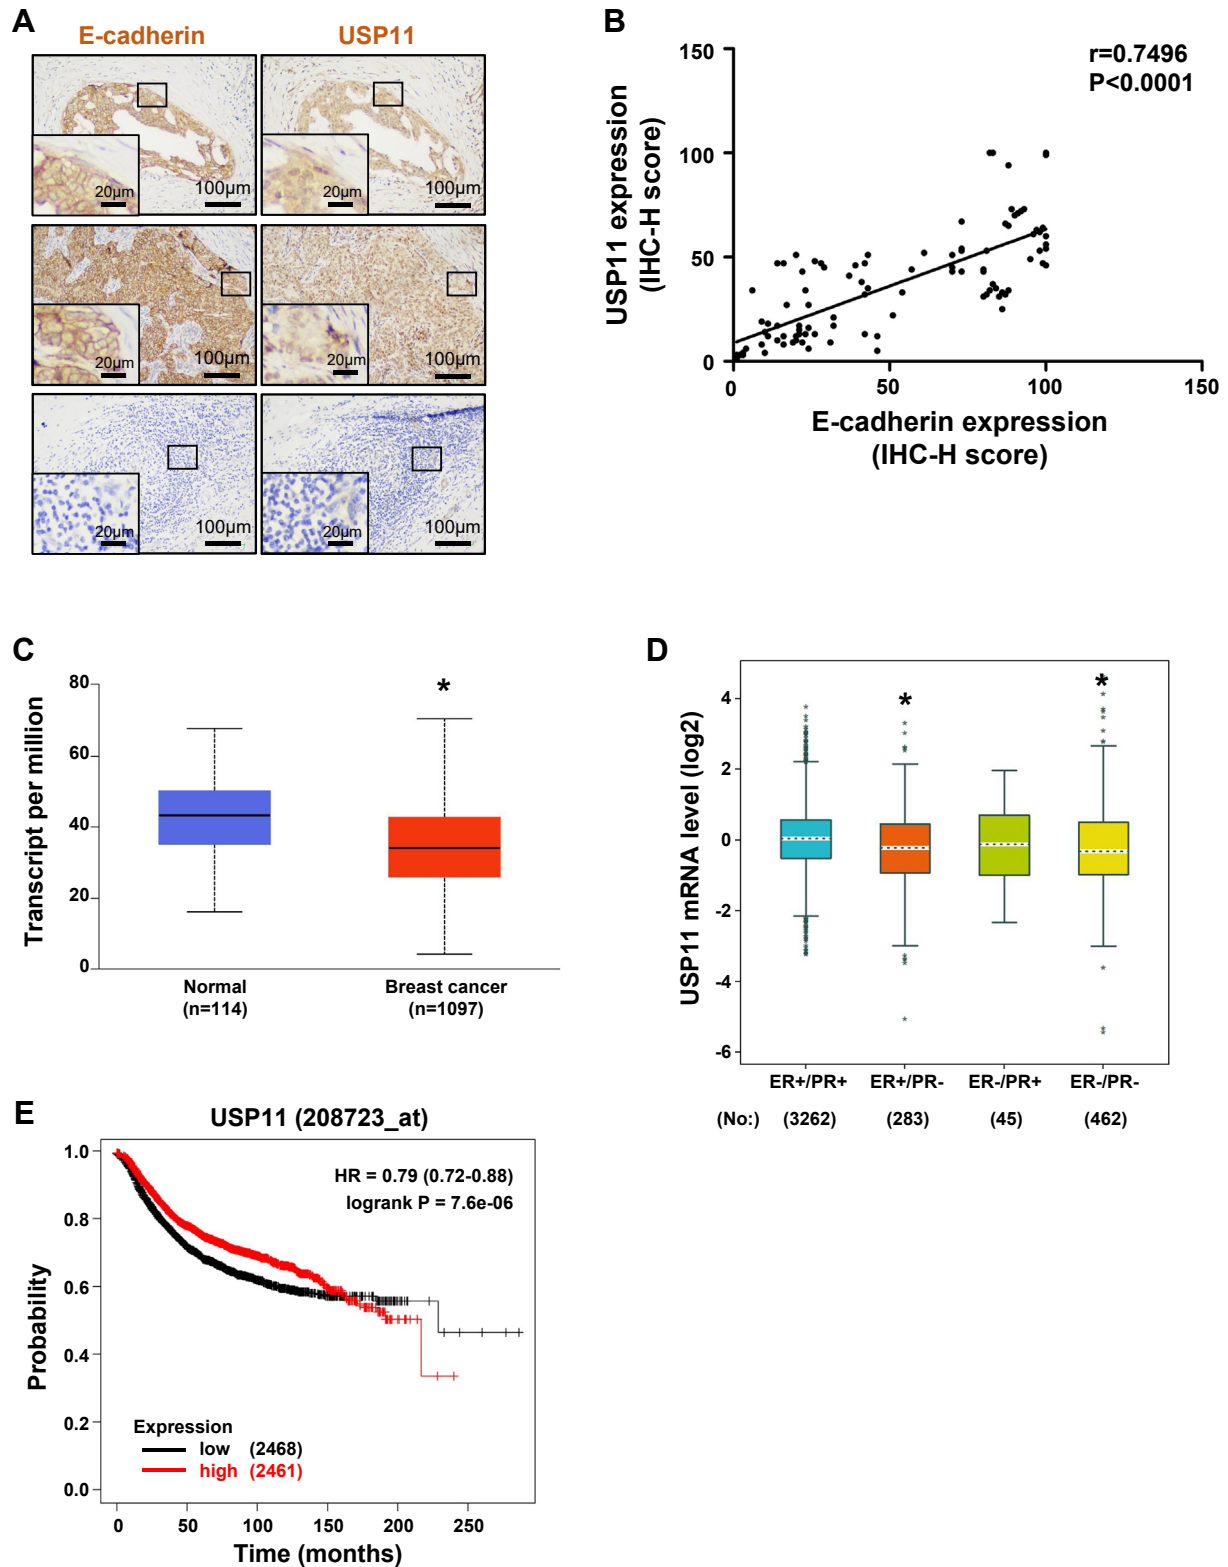 A
E-cadherin
USP11
20µm
100µm
20µm
100µm
20µm
100µm
20µm
100µm
20µm
100µm
20µm
100µm
B
r=0.7496
P<0.0001
USP11 expression
(IHC-H score)
150
100
50
0
0
50
100
150
E-cadherin expression
(IHC-H score)
C
Transcript per million
80
60
40
20
0
*
Normal
(n=114)
Breast cancer
(n=1097)
D
USP11 mRNA level (log2)
4
2
0
-2
-4
-6
*
*
ER+/PR+
ER+/PR-
ER-/PR+
ER-/PR-
(No:)
(3262)
(283)
(45)
(462)
E
USP11 (208723_at)
HR = 0.79 (0.72-0.88)
logrank P = 7.6e-06
Probability
1.0
0.8
0.6
0.4
0.2
0.0
Expression
low (2468)
high (2461)
0
50
100
150
200
250
Time (months)